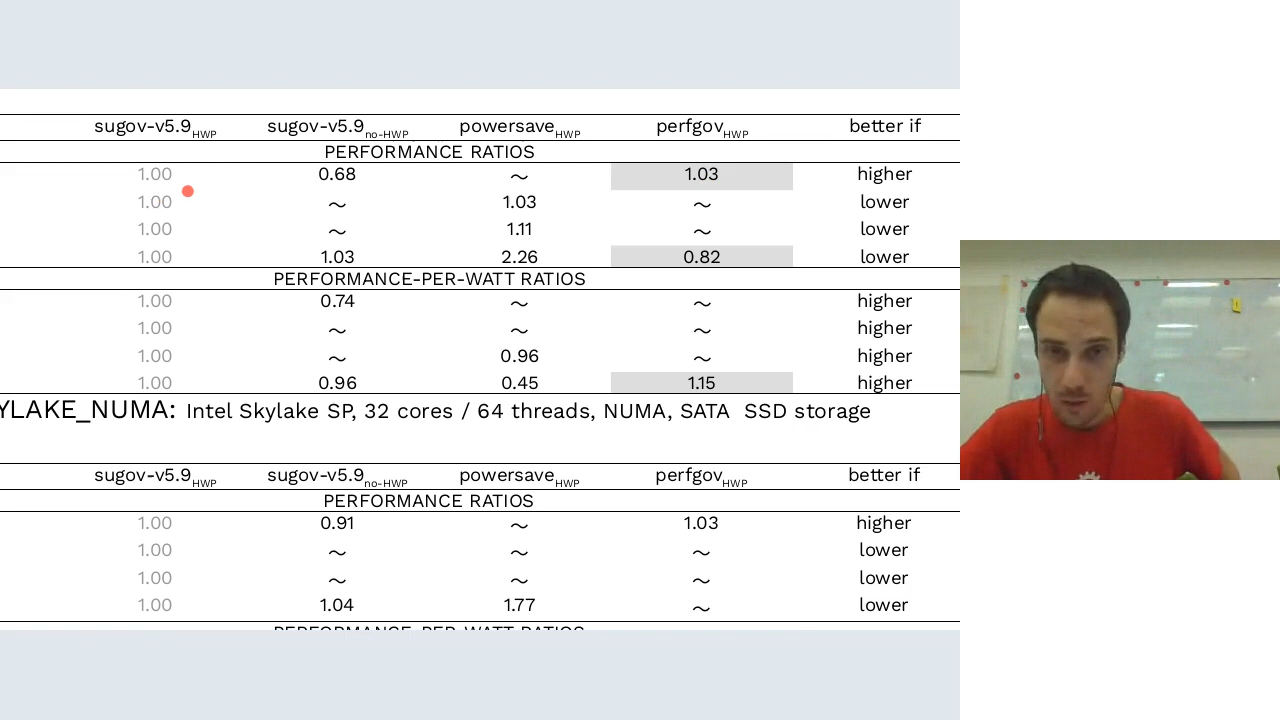 sugov-v5.9HWP sugov-v5.9no-HWP powersaveHWP perfgovHWP better if
PERFORMANCE RATIOS
1.00 0.68 ~ 1.03 higher
1.00 ~ 1.03 ~ lower
1.00 ~ 1.11 ~ lower
1.00 1.03 2.26 0.82 lower
PERFORMANCE-PER-WATT RATIOS
1.00 0.74 ~ ~ higher
1.00 ~ ~ ~ higher
1.00 ~ 0.96 ~ higher
1.00 0.96 0.45 1.15 higher
YLAKE_NUMA: Intel Skylake SP, 32 cores / 64 threads, NUMA, SATA SSD storage
sugov-v5.9HWP sugov-v5.9no-HWP powersaveHWP perfgovHWP better if
PERFORMANCE RATIOS
1.00 0.91 ~ 1.03 higher
1.00 ~ ~ ~ lower
1.00 ~ ~ ~ lower
1.00 1.04 1.77 ~ lower
PERFORMANCE-PER-WATT RATIOS